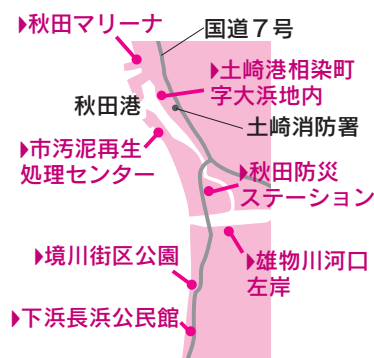 ▶秋田マリーナ
国道７号
▶土崎港相染町
字大浜地内
秋田港
土崎消防署
▶市汚泥再生
処理センター
▶秋田防災
ステーション
▶境川街区公園
▶雄物川河口
左岸
▶下浜長浜公民館